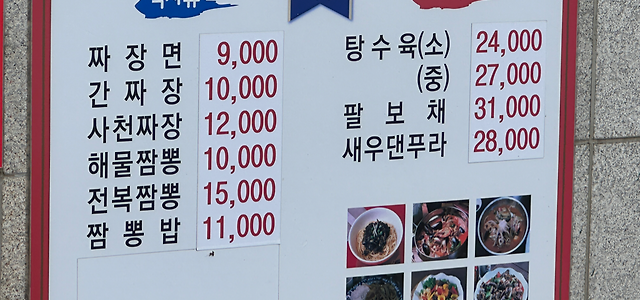 짜장면 9,000
간짜장 10,000
사천짜장 12,000
해물짬뽕 10,000
전복짬뽕 15,000
짬뽕밥 11,000
탕수육(소) 24,000
(중) 27,000
팔보채 31,000
새우댄푸라 28,000